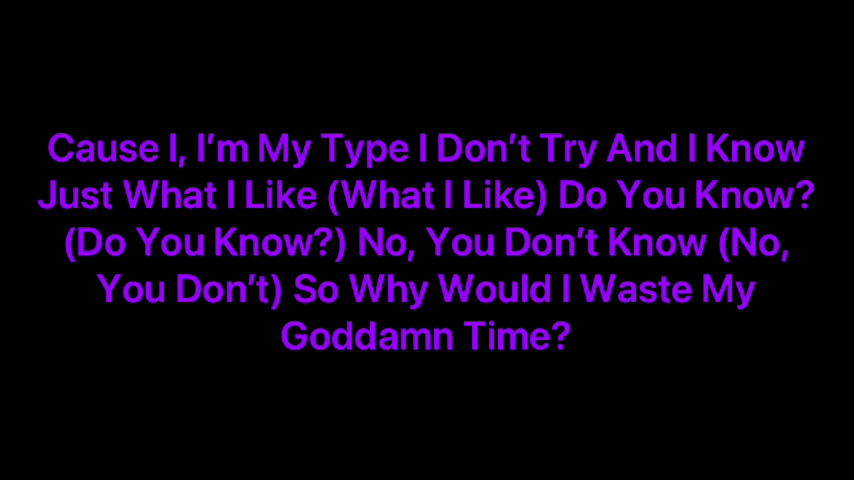 Cause I, I’m My Type I Don’t Try And I Know
Just What I Like (What I Like) Do You Know?
(Do You Know?) No, You Don’t Know (No,
You Don’t) So Why Would I Waste My
Goddamn Time?